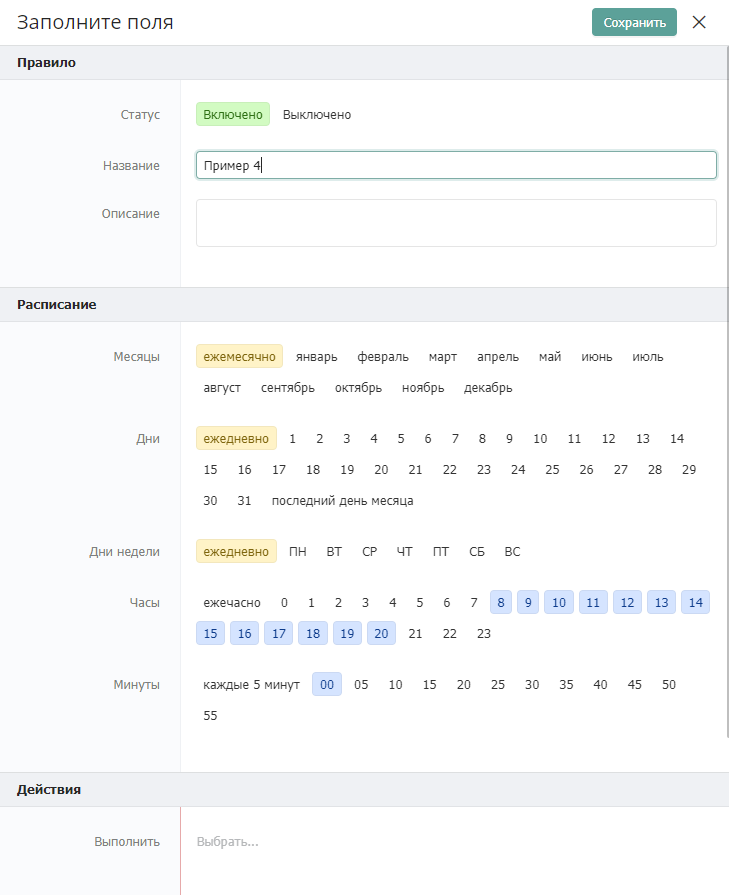 Заполните поля Сохранить
Правило
Статус Включено Выключено
Название Пример 4
Описание
Расписание
Месяцы ежемесячно январь февраль март апрель май июнь июль
август сентябрь октябрь ноябрь декабрь
Дни ежедневно 1 2 3 4 5 6 7 8 9 10 11 12 13 14
15 16 17 18 19 20 21 22 23 24 25 26 27 28 29
30 31 последний день месяца
Дни недели ежедневно ПН ВТ СР ЧТ ПТ СБ ВС
Часы ежечасно 0 1 2 3 4 5 6 7 8 9 10 11 12 13 14
15 16 17 18 19 20 21 22 23
Минуты каждые 5 минут 00 05 10 15 20 25 30 35 40 45 50
55
Действия
Выполнить Выбрать...